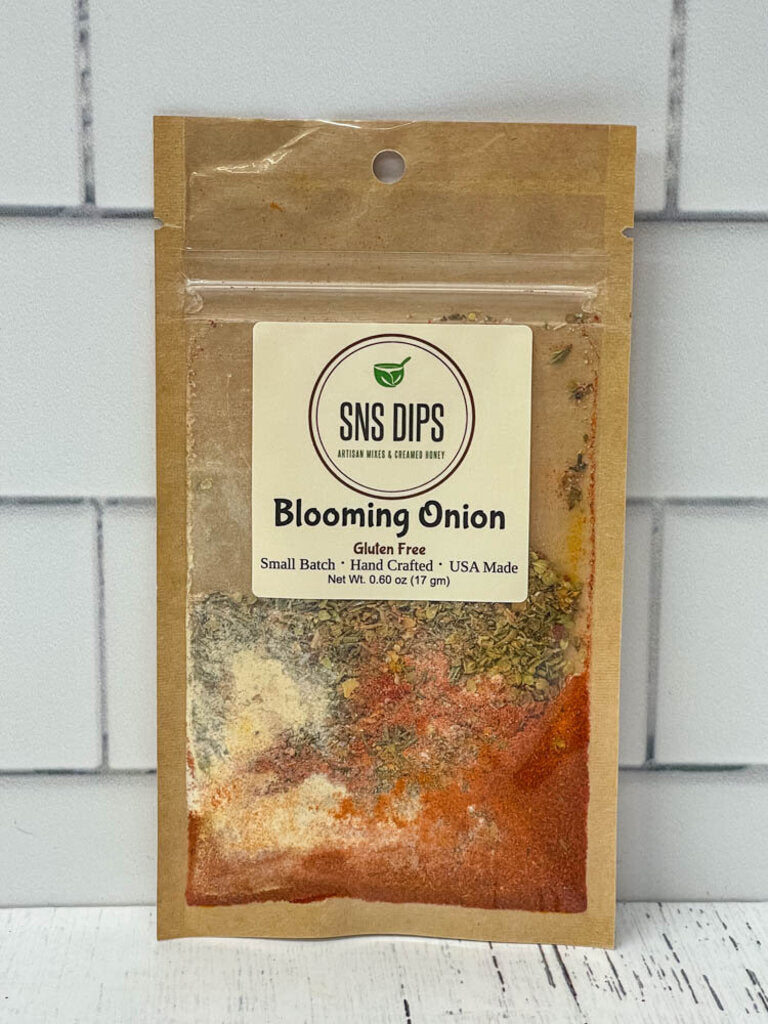 SNS DIPS
ARTISAN MIXES & CREAMED HONEY
Blooming Onion
Gluten Free
Small Batch · Hand Crafted · USA Made
Net Wt. 0.60 oz (17 gm)